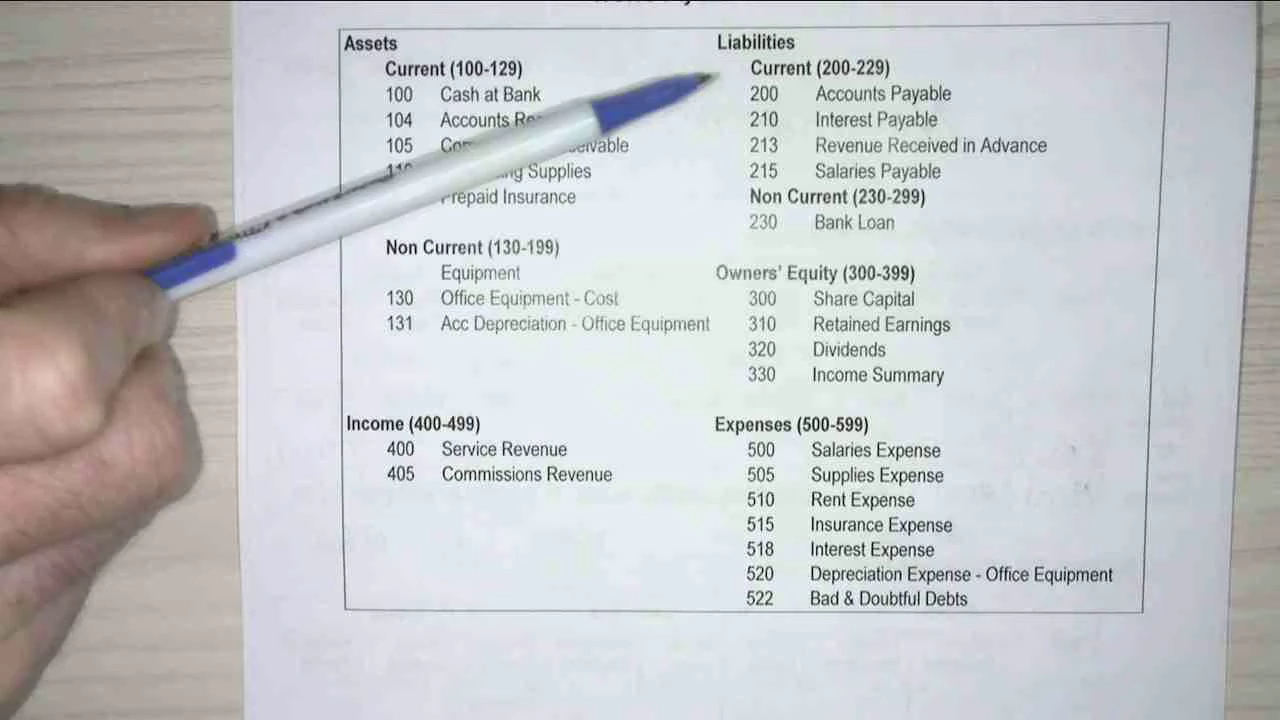 Assets
Current (100-129)
100 Cash at Bank
104 Accounts
105
Supplies
Prepaid Insurance
Non Current (130-199)
Equipment
130 Office Equipment - Cost
131 Acc Depreciation - Office Equipment
Liabilities
Current (200-229)
200 Accounts Payable
210 Interest Payable
213 Revenue Received in Advance
215 Salaries Payable
Non Current (230-299)
230 Bank Loan
Owners' Equity (300-399)
300 Share Capital
310 Retained Earnings
320 Dividends
330 Income Summary
Income (400-499)
400 Service Revenue
405 Commissions Revenue
Expenses (500-599)
500 Salaries Expense
505 Supplies Expense
510 Rent Expense
515 Insurance Expense
518 Interest Expense
520 Depreciation Expense - Office Equipment
522 Bad & Doubtful Debts